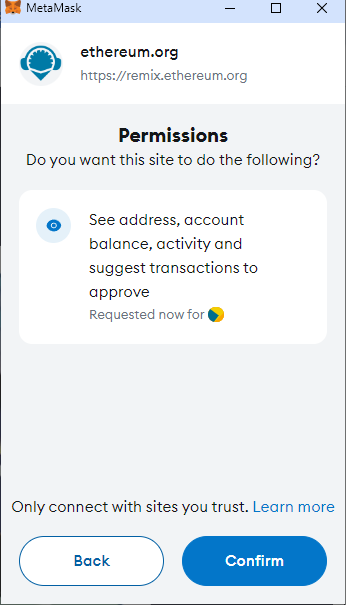 MetaMask
ethereum.org
https://remix.ethereum.org
Permissions
Do you want this site to do the following?
See address, account
balance, activity and
suggest transactions to
approve
Requested now for
Only connect with sites you trust. Learn more
Back
Confirm